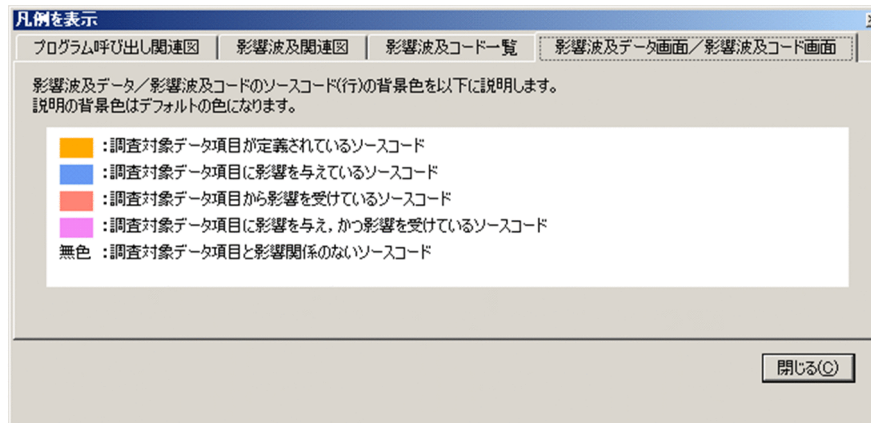 凡例を表示
プログラム呼び出し関連図 影響波及関連図 影響波及コード一覧 影響波及データ画面／影響波及コード画面
影響波及データ／影響波及コードのソースコード(行)の背景色を以下に説明します。
説明の背景色はデフォルトの色になります。
：調査対象データ項目が定義されているソースコード
：調査対象データ項目に影響を与えているソースコード
：調査対象データ項目から影響を受けているソースコード
：調査対象データ項目に影響を与え，かつ影響を受けているソースコード
無色 ：調査対象データ項目と影響関係のないソースコード
閉じる(C)